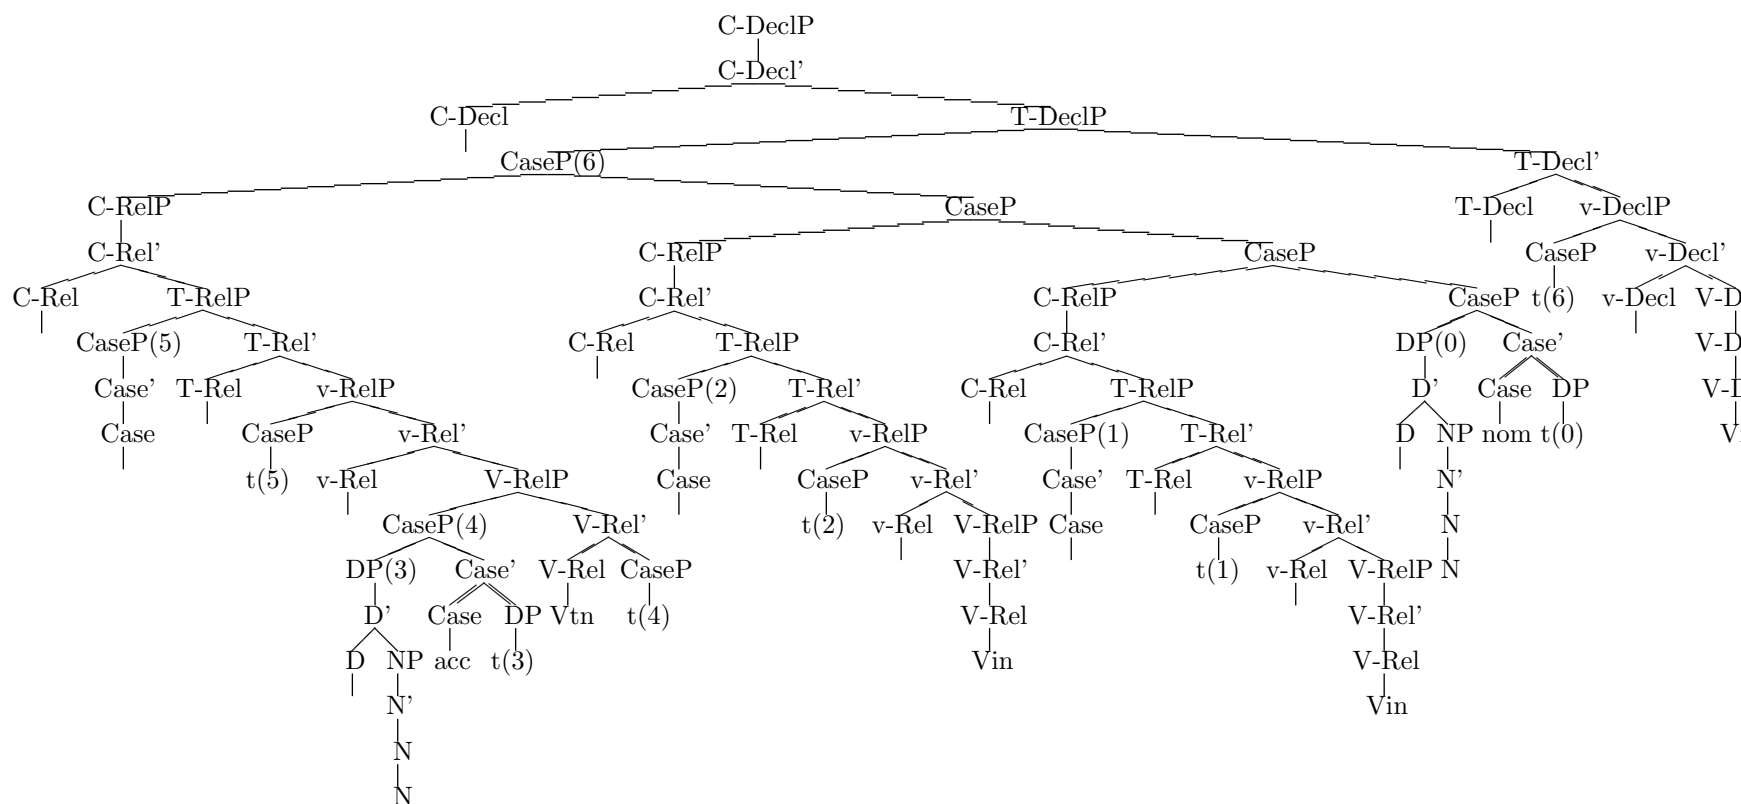 C-DeclP
C-Decl'
C-Decl T-DeclP
CaseP(6) T-Decl'
C-RelP CaseP T-Decl v-DeclP
C-Rel' C-RelP CaseP CaseP v-Decl'
C-Rel T-RelP C-Rel' C-RelP CaseP t(6) v-Decl V-D
CaseP(5) T-Rel' C-Rel T-RelP C-Rel' DP(0) Case' V-D
Case' T-Rel v-RelP CaseP(2) T-Rel' C-Rel T-RelP D' Case DP V-D
Case CaseP v-Rel' Case' T-Rel v-RelP CaseP(1) T-Rel' D NP nom t(0) Vi
t(5) v-Rel V-RelP Case CaseP v-Rel' Case' T-Rel v-RelP N'
CaseP(4) V-Rel' t(2) v-Rel V-RelP Case CaseP v-Rel' N
DP(3) Case' V-Rel CaseP V-Rel' t(1) v-Rel V-RelP N
D' Case DP Vtn t(4) V-Rel V-Rel'
D NP acc t(3) Vin V-Rel
N' Vin
N
N